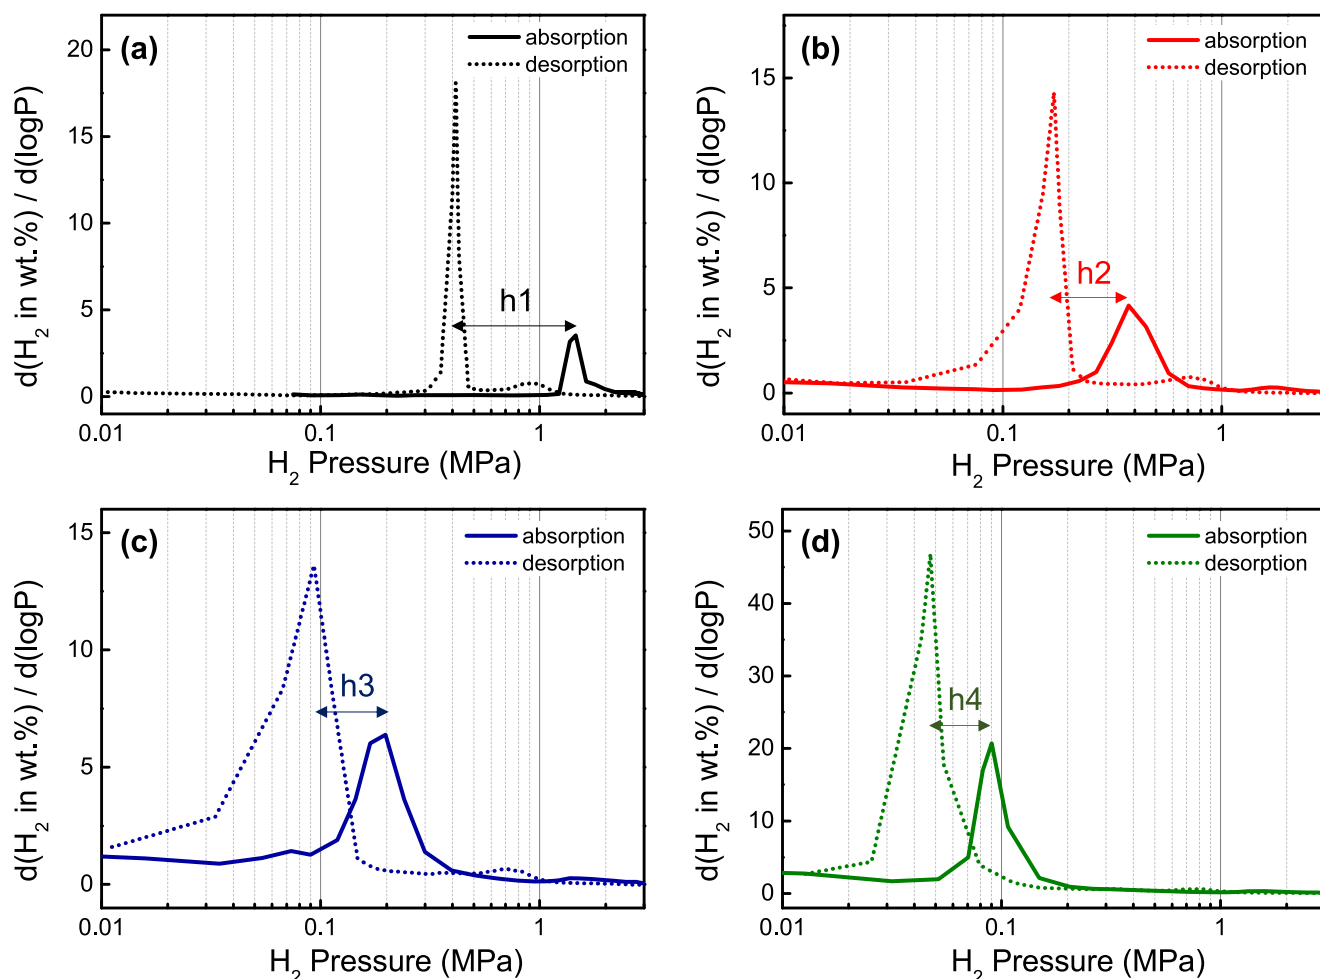 (a)
absorption
desorption
h1
d(H₂ in wt.%) / d(logP)
20
15
10
5
0
0.01 0.1 1
H₂ Pressure (MPa)
(b)
absorption
desorption
h2
d(H₂ in wt.%) / d(logP)
15
10
5
0
0.01 0.1 1
H₂ Pressure (MPa)
(c)
absorption
desorption
h3
d(H₂ in wt.%) / d(logP)
15
10
5
0
0.01 0.1 1
H₂ Pressure (MPa)
(d)
absorption
desorption
h4
d(H₂ in wt.%) / d(logP)
50
40
30
20
10
0
0.01 0.1 1
H₂ Pressure (MPa)